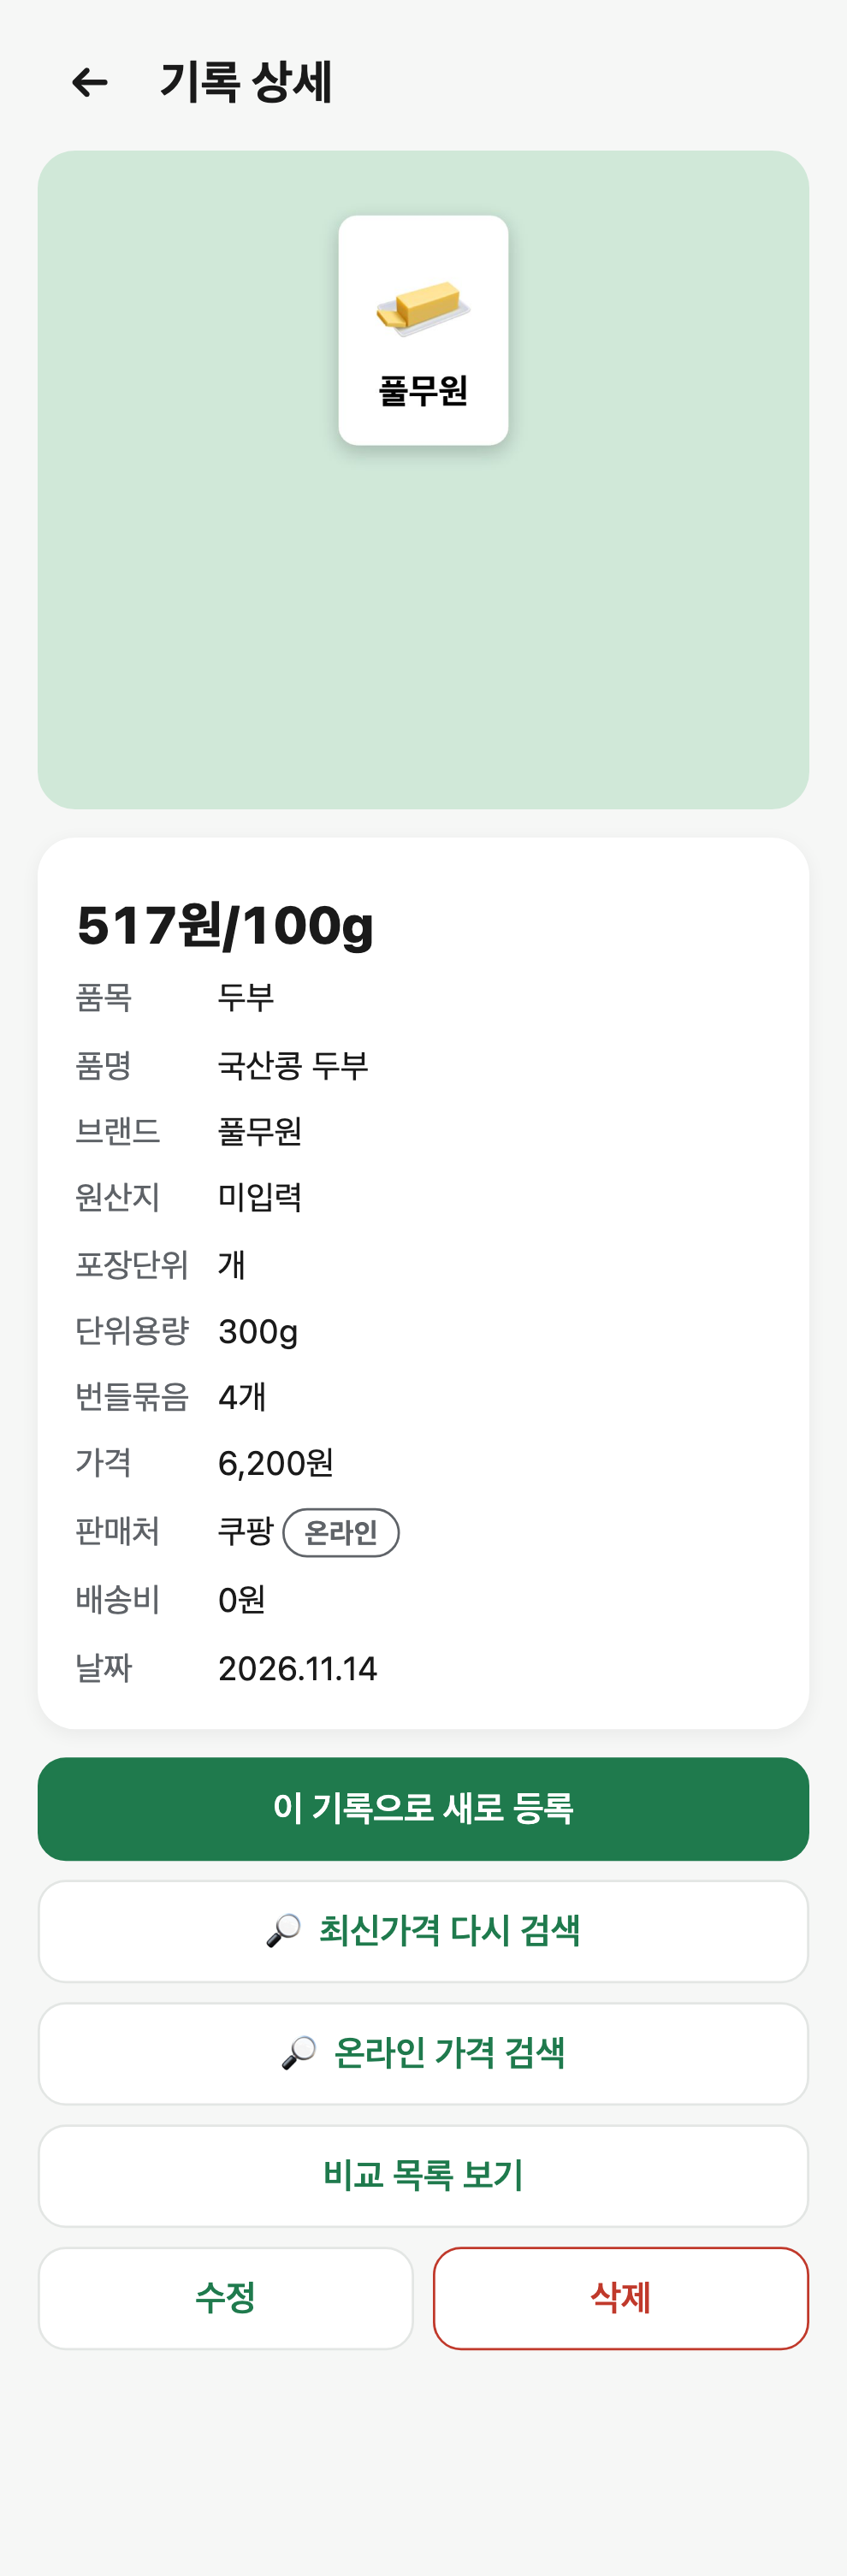 기록 상세
풀무원
517원/100g
품목 두부
품명 국산콩 두부
브랜드 풀무원
원산지 미입력
포장단위 개
단위용량 300g
번들묶음 4개
가격 6,200원
판매처 쿠팡 온라인
배송비 0원
날짜 2026.11.14
이 기록으로 새로 등록
최신가격 다시 검색
온라인 가격 검색
비교 목록 보기
수정 삭제